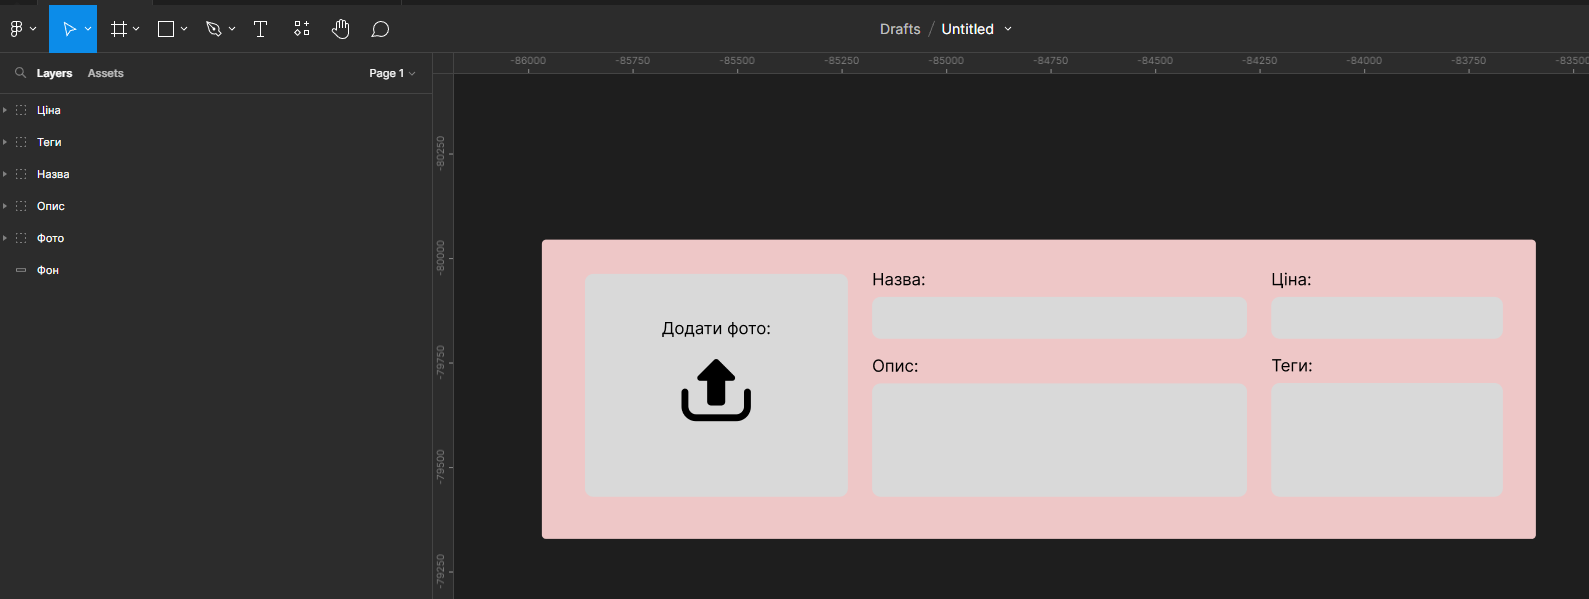 Drafts / Untitled
Layers Assets Page 1
-86000 -85750 -85500 -85250 -85000 -84750 -84500 -84250 -84000 -83750 -83500
Ціна
Теги
Назва
Опис
Фото
Фон
-80250
-80000
-79750
-79500
-79250
Додати фото:
Назва:
Ціна:
Опис:
Теги: